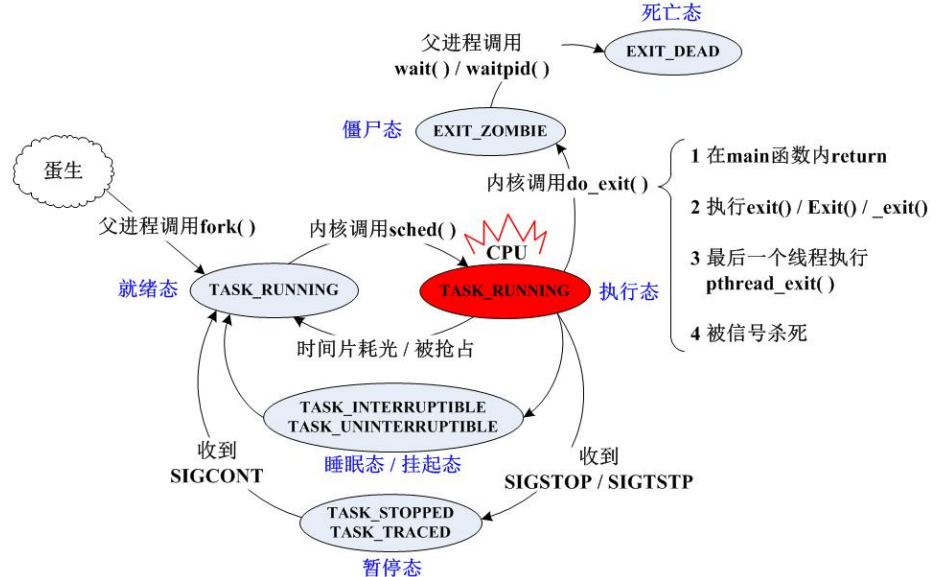 死亡态
父进程调用
wait( ) / waitpid( )
EXIT_DEAD
僵尸态
EXIT_ZOMBIE
蛋生
内核调用do_exit( )
1 在main函数内return
2 执行exit() / Exit() / _exit()
3 最后一个线程执行
pthread_exit( )
4 被信号杀死
父进程调用fork( )
内核调用sched( )
CPU
就绪态
TASK_RUNNING
TASK_RUNNING
执行态
时间片耗光 / 被抢占
TASK_INTERRUPTIBLE
TASK_UNINTERRUPTIBLE
睡眠态 / 挂起态
收到
SIGCONT
收到
SIGSTOP / SIGTSTP
TASK_STOPPED
TASK_TRACED
暂停态